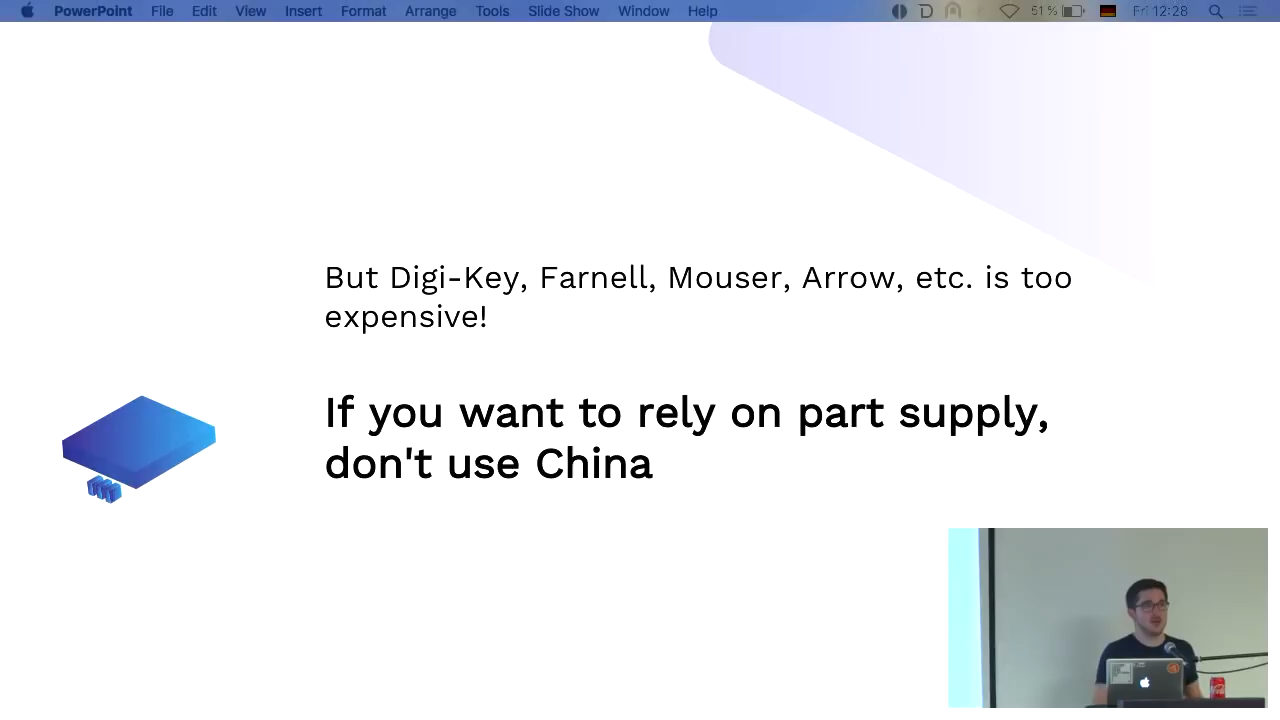 PowerPoint File Edit View Insert Format Arrange Tools Slide Show Window Help 51 % Fri 12:28
But Digi-Key, Farnell, Mouser, Arrow, etc. is too
expensive!
If you want to rely on part supply,
don't use China